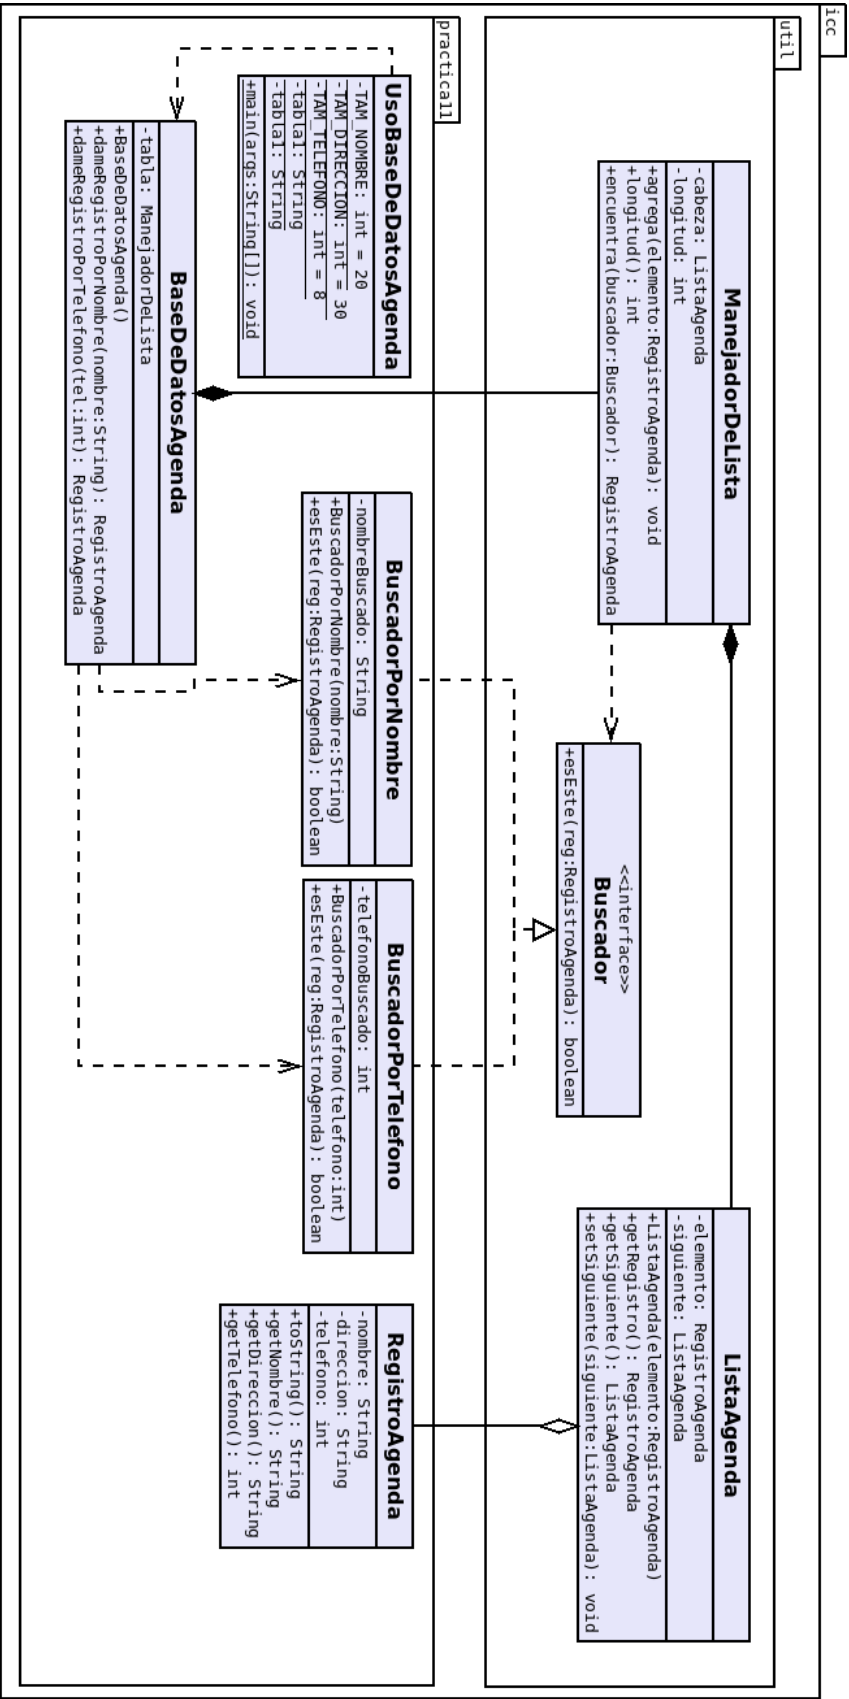 icc
util
ManejadorDeLista
-cabeza: ListaAgenda
-longitud: int
+agrega(elemento:RegistroAgenda): void
+longitud(): int
+encuentra(buscador:Buscador): RegistroAgenda
<<interface>>
Buscador
+esEste(reg:RegistroAgenda): boolean
ListaAgenda
-elemento: RegistroAgenda
-siguiente: ListaAgenda
+ListaAgenda(elemento:RegistroAgenda)
+getRegistro(): RegistroAgenda
+getSiguiente(): ListaAgenda
+setSiguiente(siguiente:ListaAgenda): void
practica11
UsoBaseDeDatosAgenda
-TAM_NOMBRE: int = 20
-TAM_DIRECCION: int = 30
-TAM_TELEFONO: int = 8
-tabla1: String
-tabla1: String
+main(args:String[]): void
BuscadorPorNombre
-nombreBuscado: String
+BuscadorPorNombre(nombre:String)
+esEste(reg:RegistroAgenda): boolean
BuscadorPorTelefono
-telefonoBuscado: int
+BuscadorPorTelefono(telefono:int)
+esEste(reg:RegistroAgenda): boolean
RegistroAgenda
-nombre: String
-direccion: String
-telefono: int
+toString(): String
+getNombre(): String
+getDireccion(): String
+getTelefono(): int
BaseDeDatosAgenda
-tabla: ManejadorDeLista
+BaseDeDatosAgenda()
+dameRegistroPorNombre(nombre:String): RegistroAgenda
+dameRegistroPorTelefono(tel:int): RegistroAgenda